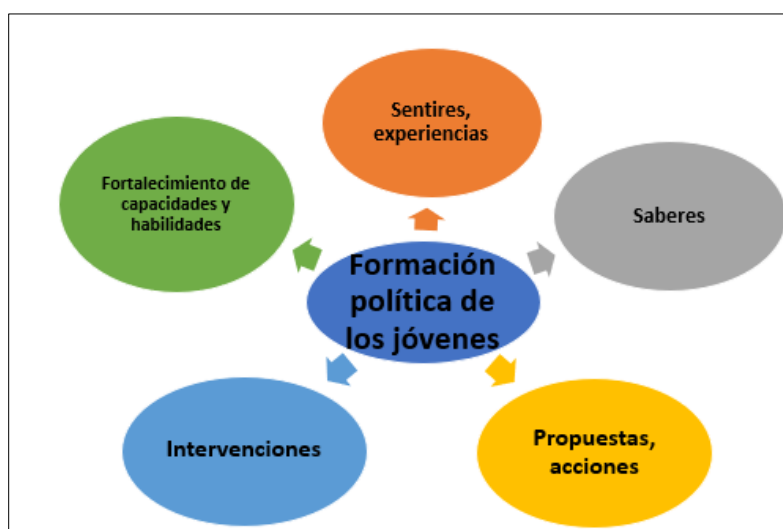 Sentires,
experiencias
Fortalecimiento de
capacidades y
habilidades
Saberes
Formación
política de
los jóvenes
Intervenciones
Propuestas,
acciones